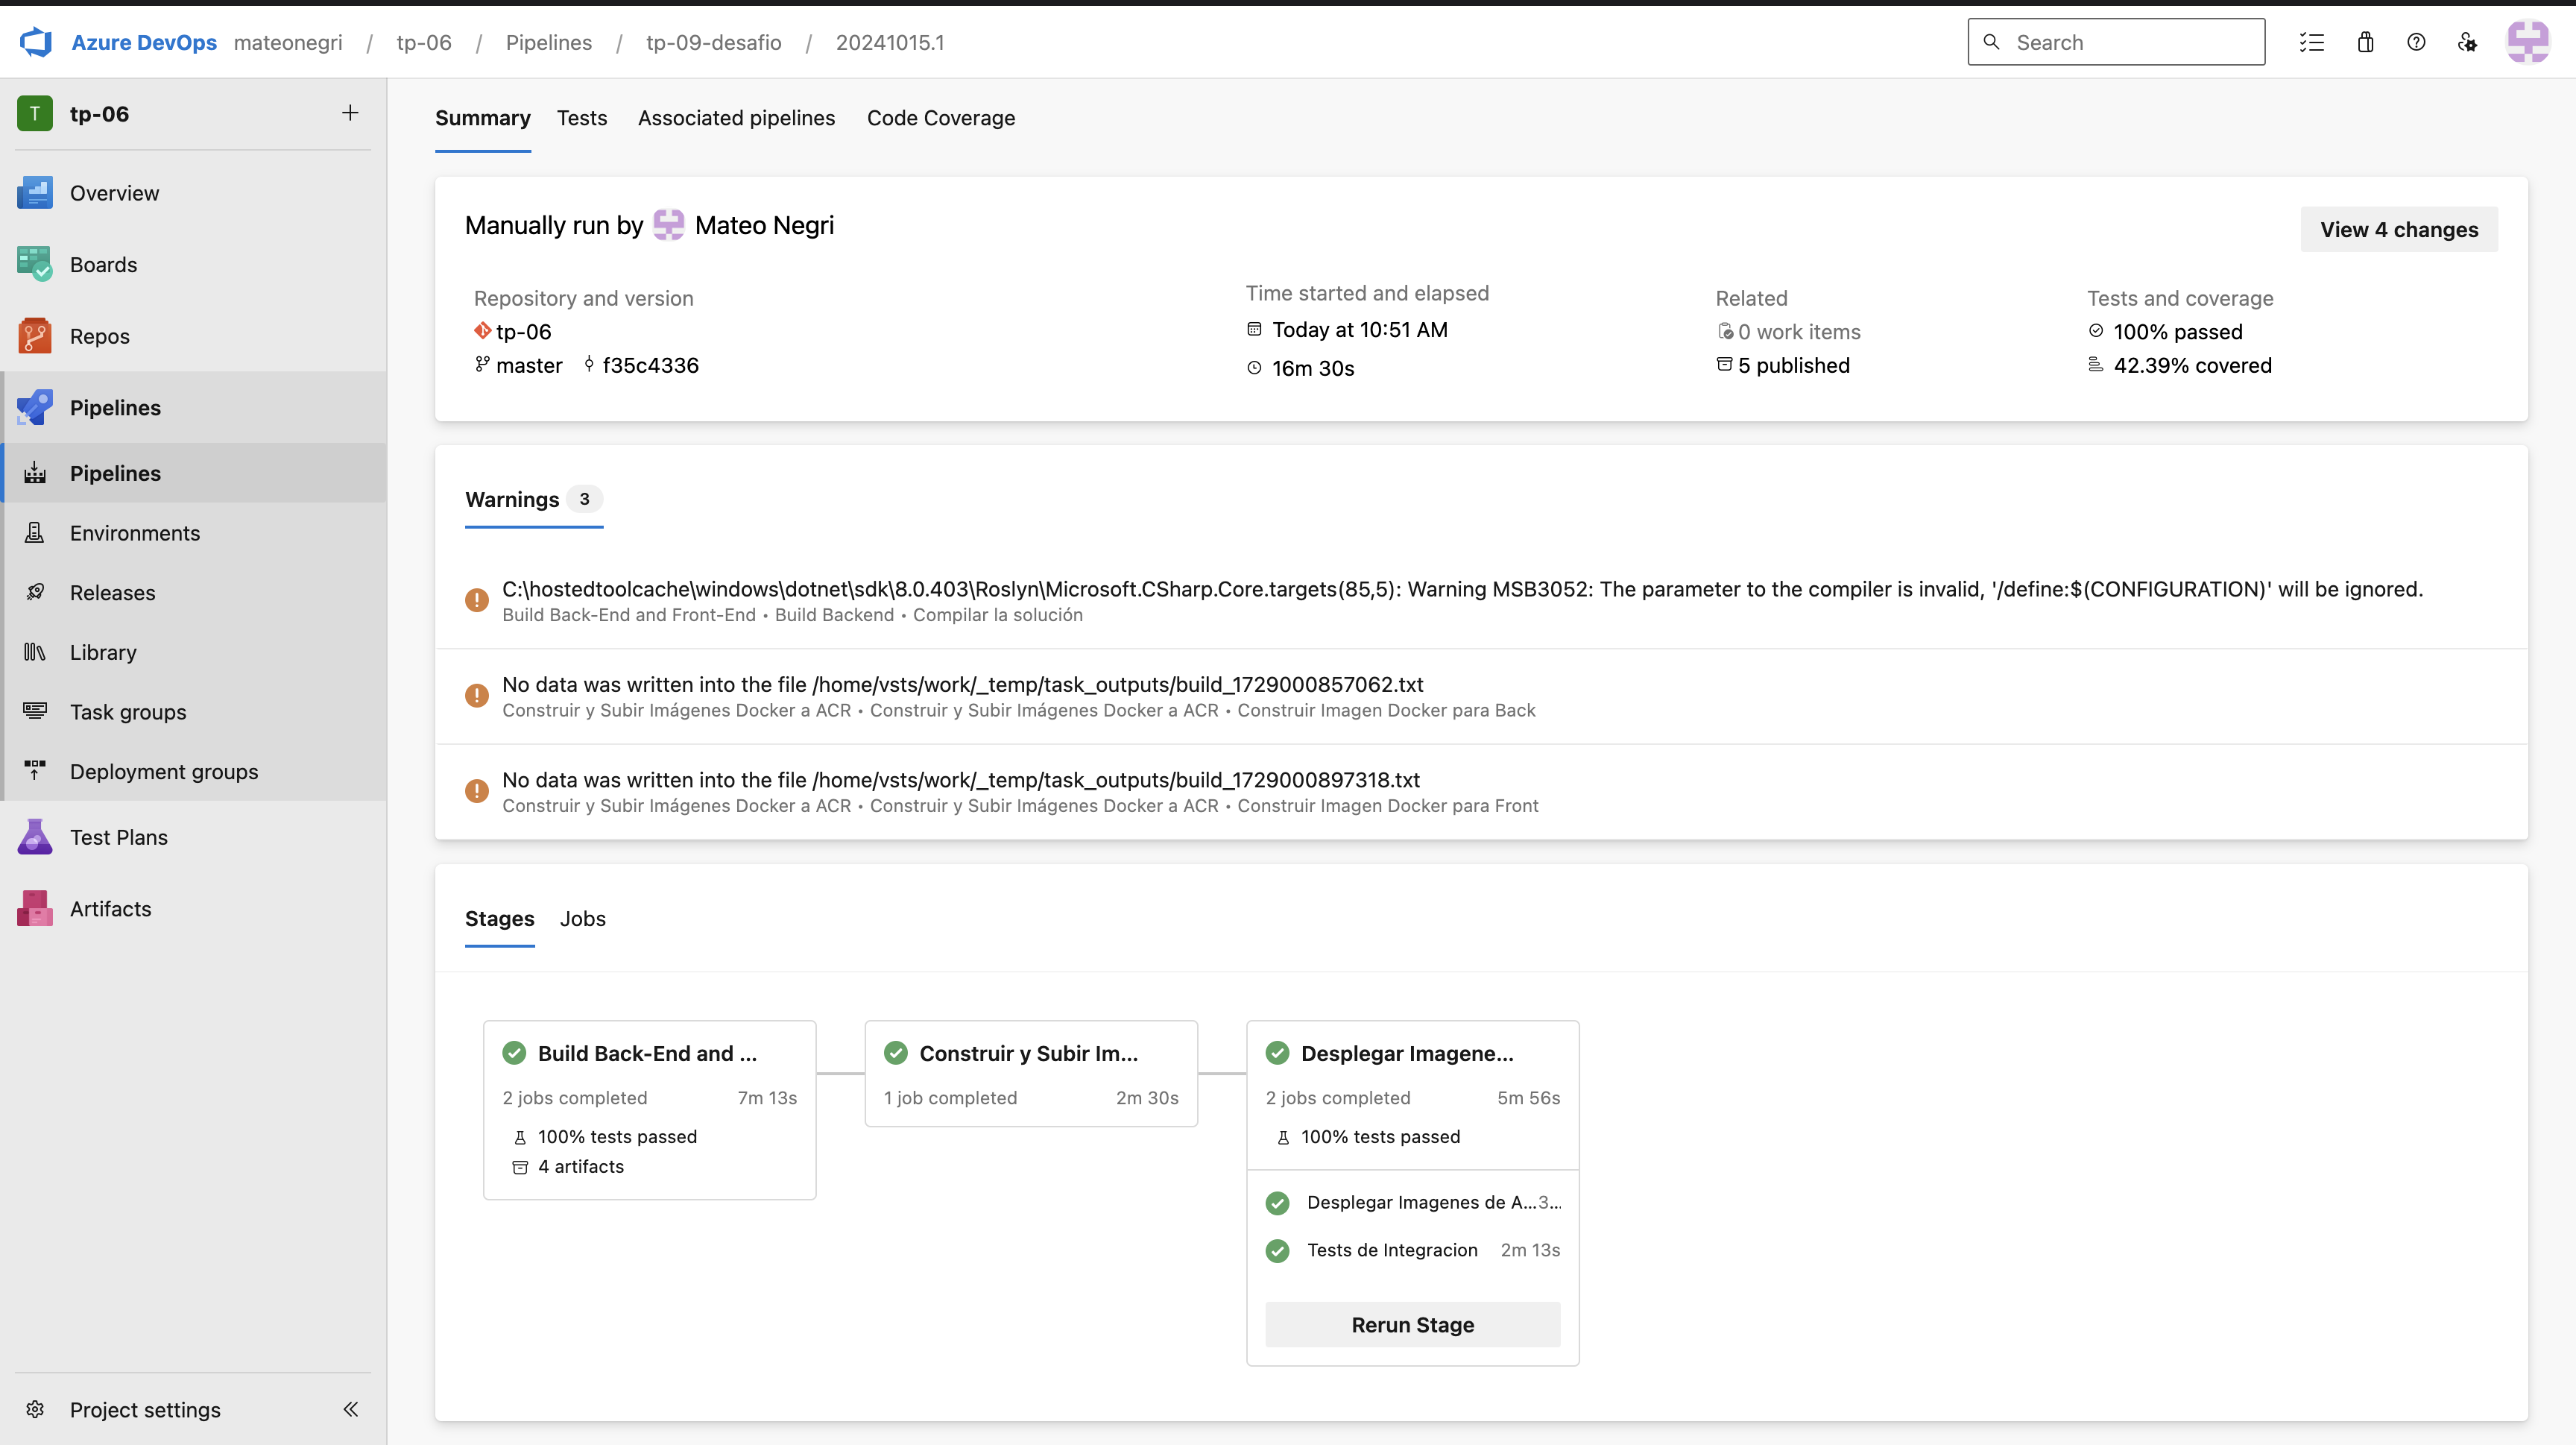 Azure DevOps mateonegri / tp-06 / Pipelines / tp-09-desafio / 20241015.1
Search
T tp-06
Overview
Boards
Repos
Pipelines
Pipelines
Environments
Releases
Library
Task groups
Deployment groups
Test Plans
Artifacts
Project settings
Summary Tests Associated pipelines Code Coverage
Manually run by Mateo Negri
View 4 changes
Repository and version
tp-06
master f35c4336
Time started and elapsed
Today at 10:51 AM
16m 30s
Related
0 work items
5 published
Tests and coverage
100% passed
42.39% covered
Warnings 3
C:\hostedtoolcache\windows\dotnet\sdk\8.0.403\Roslyn\Microsoft.CSharp.Core.targets(85,5): Warning MSB3052: The parameter to the compiler is invalid, '/define:$(CONFIGURATION)' will be ignored.
Build Back-End and Front-End • Build Backend • Compilar la solución
No data was written into the file /home/vsts/work/_temp/task_outputs/build_1729000857062.txt
Construir y Subir Imágenes Docker a ACR • Construir y Subir Imágenes Docker a ACR • Construir Imagen Docker para Back
No data was written into the file /home/vsts/work/_temp/task_outputs/build_1729000897318.txt
Construir y Subir Imágenes Docker a ACR • Construir y Subir Imágenes Docker a ACR • Construir Imagen Docker para Front
Stages Jobs
Build Back-End and ...
2 jobs completed 7m 13s
100% tests passed
4 artifacts
Construir y Subir Im...
1 job completed 2m 30s
Desplegar Imagene...
2 jobs completed 5m 56s
100% tests passed
Desplegar Imagenes de A...3...
Tests de Integracion 2m 13s
Rerun Stage